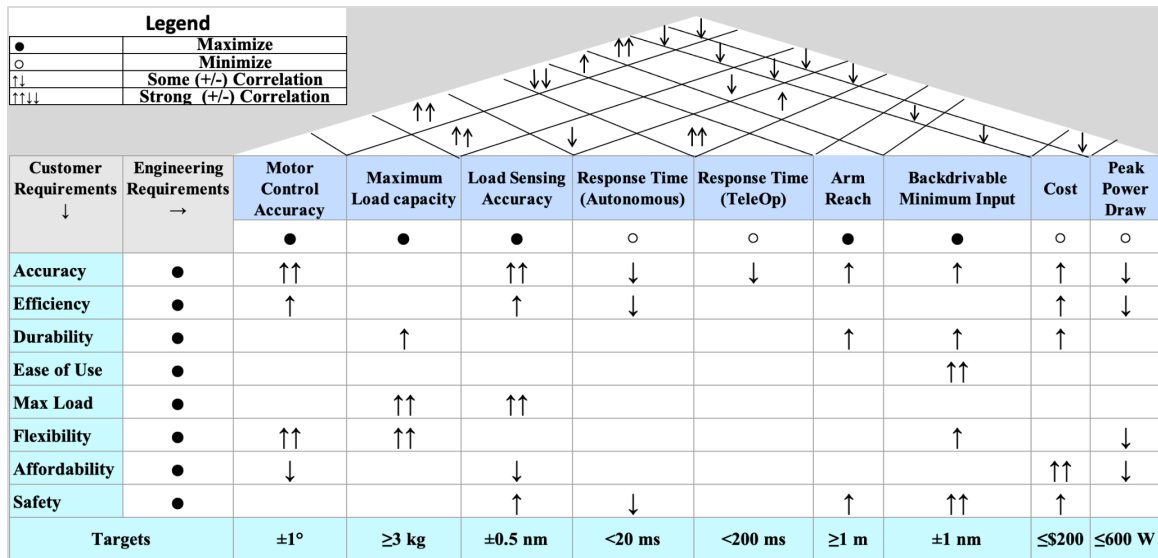 Legend
● Maximize
○ Minimize
↑↓ Some (+/-) Correlation
↑↑↓↓ Strong (+/-) Correlation
↓
↑↑ ↓ ↓
↑ ↓ ↓
↓↓ ↓ ↓ ↓
↑↑ ↑ ↓
↑↑ ↓ ↑↑ ↓ ↓
Customer Requirements ↓
Engineering Requirements →
Motor Control Accuracy
Maximum Load capacity
Load Sensing Accuracy
Response Time (Autonomous)
Response Time (TeleOp)
Arm Reach
Backdrivable Minimum Input
Cost
Peak Power Draw
● ● ● ○ ○ ● ● ○ ○
Accuracy ● ↑↑ ↑↑ ↓ ↓ ↑ ↑ ↑ ↓
Efficiency ● ↑ ↑ ↓ ↑ ↓
Durability ● ↑ ↑ ↑ ↑
Ease of Use ● ↑↑
Max Load ● ↑↑ ↑↑
Flexibility ● ↑↑ ↑↑ ↑ ↓
Affordability ● ↓ ↓ ↑↑ ↓
Safety ● ↑ ↓ ↑ ↑↑ ↑
Targets ±1° ≥3 kg ±0.5 nm <20 ms <200 ms ≥1 m ±1 nm ≤$200 ≤600 W